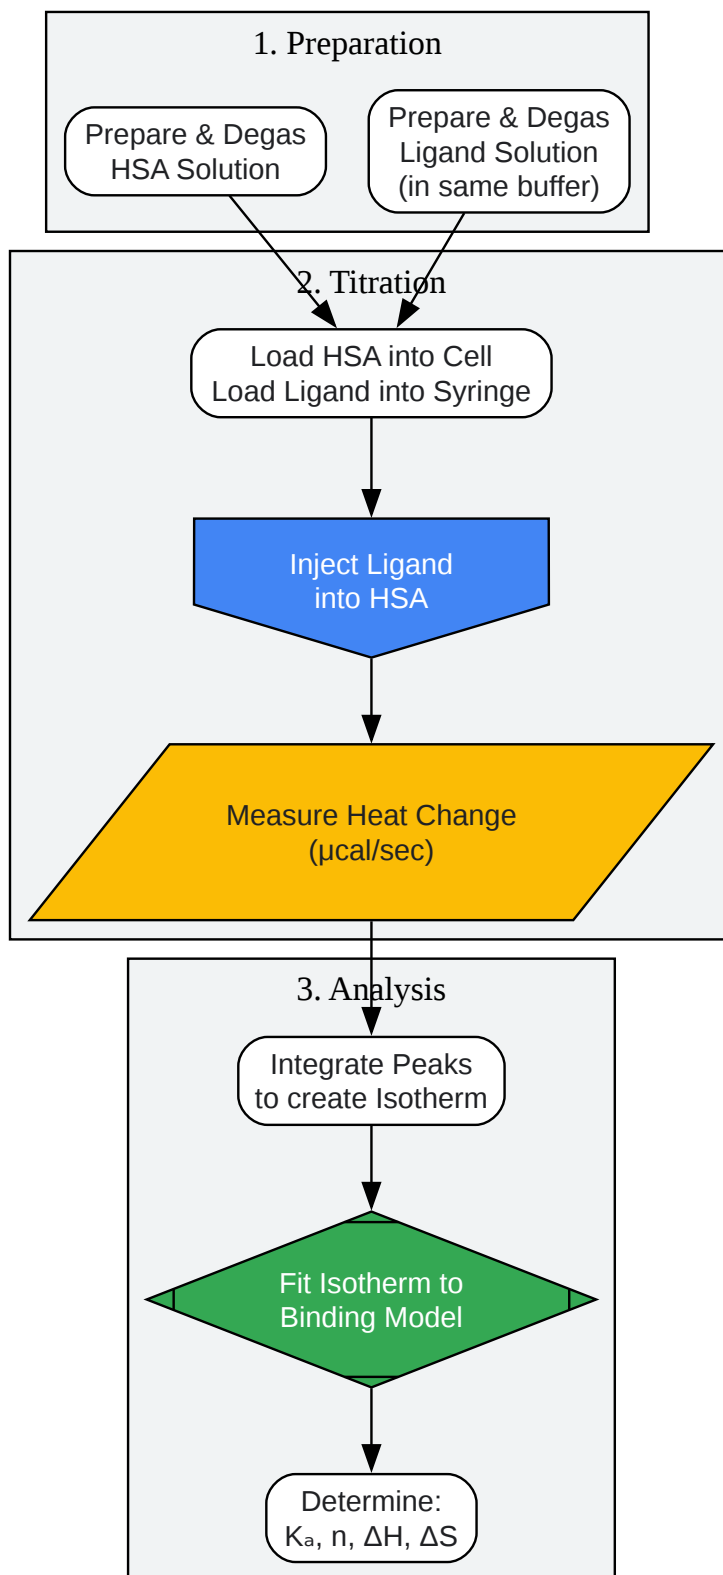 1. Preparation
Prepare & Degas
HSA Solution
Prepare & Degas
Ligand Solution
(in same buffer)
2. Titration
Load HSA into Cell
Load Ligand into Syringe
Inject Ligand
into HSA
Measure Heat Change
(μcal/sec)
3. Analysis
Integrate Peaks
to create Isotherm
Fit Isotherm to
Binding Model
Determine:
Kₐ, n, ΔH, ΔS